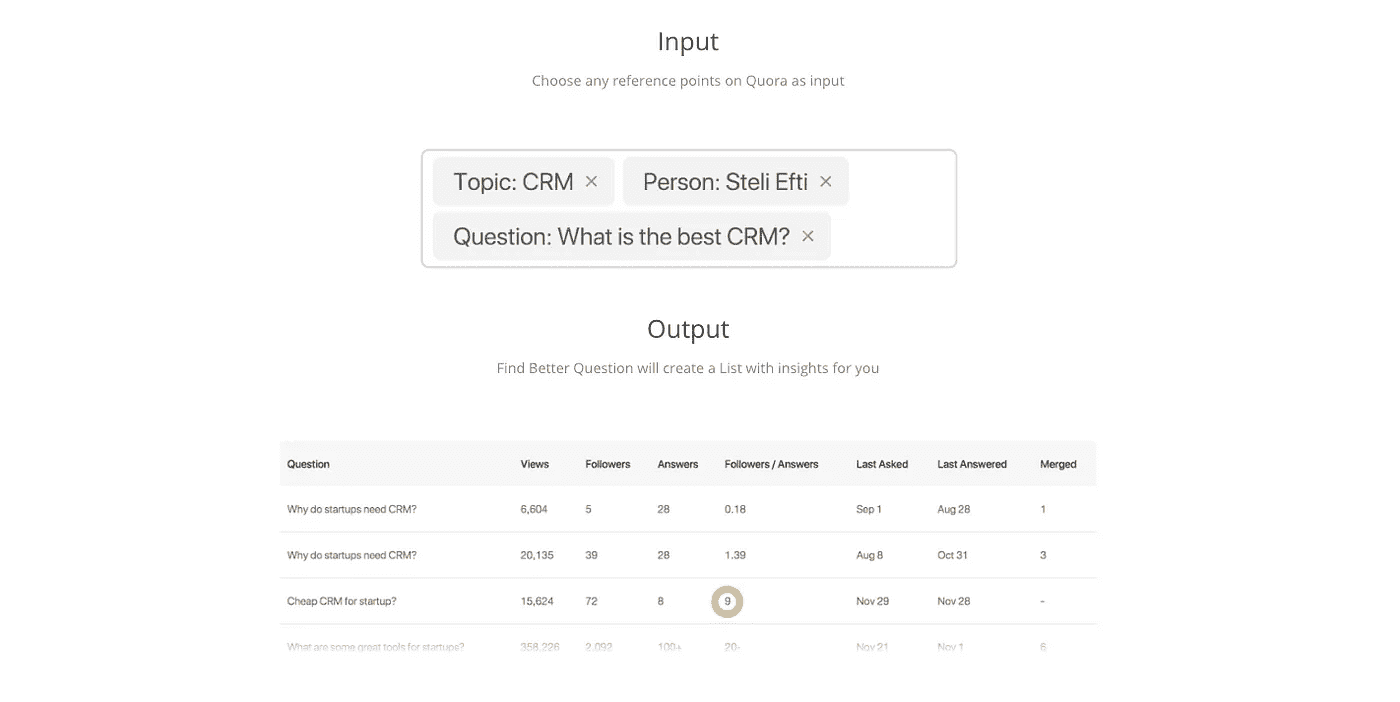 Input
Choose any reference points on Quora as input
Topic: CRM × Person: Steli Efti ×
Question: What is the best CRM? ×
Output
Find Better Question will create a List with insights for you
Question Views Followers Answers Followers / Answers Last Asked Last Answered Merged
Why do startups need CRM? 6,604 5 28 0.18 Sep 1 Aug 28 1
Why do startups need CRM? 20,135 39 28 1.39 Aug 8 Oct 31 3
Cheap CRM for startup? 15,624 72 8 9 Nov 29 Nov 28 -
What are some great tools for startups? 358,226 2,092 100+ 20- Nov 21 Nov 1 6